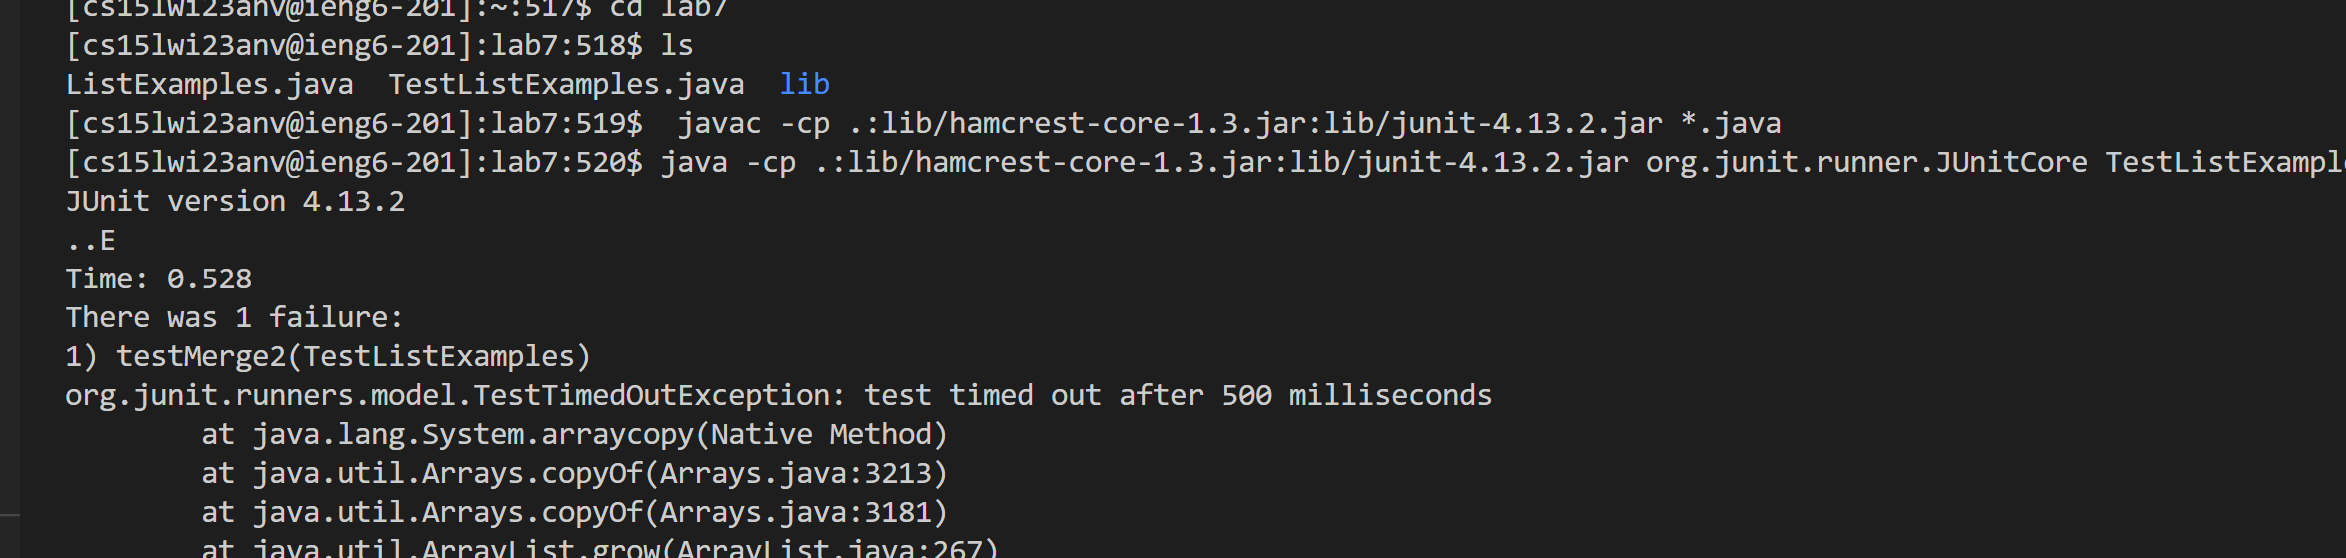 [cs15lwi23anv@ieng6-201]:~:517$ cd lab7
[cs15lwi23anv@ieng6-201]:lab7:518$ ls
ListExamples.java  TestListExamples.java  lib
[cs15lwi23anv@ieng6-201]:lab7:519$  javac -cp .:lib/hamcrest-core-1.3.jar:lib/junit-4.13.2.jar *.java
[cs15lwi23anv@ieng6-201]:lab7:520$ java -cp .:lib/hamcrest-core-1.3.jar:lib/junit-4.13.2.jar org.junit.runner.JUnitCore TestListExampl
JUnit version 4.13.2
..E
Time: 0.528
There was 1 failure:
1) testMerge2(TestListExamples)
org.junit.runners.model.TestTimedOutException: test timed out after 500 milliseconds
        at java.lang.System.arraycopy(Native Method)
        at java.util.Arrays.copyOf(Arrays.java:3213)
        at java.util.Arrays.copyOf(Arrays.java:3181)
        at java.util.ArrayList.grow(ArrayList.java:267)